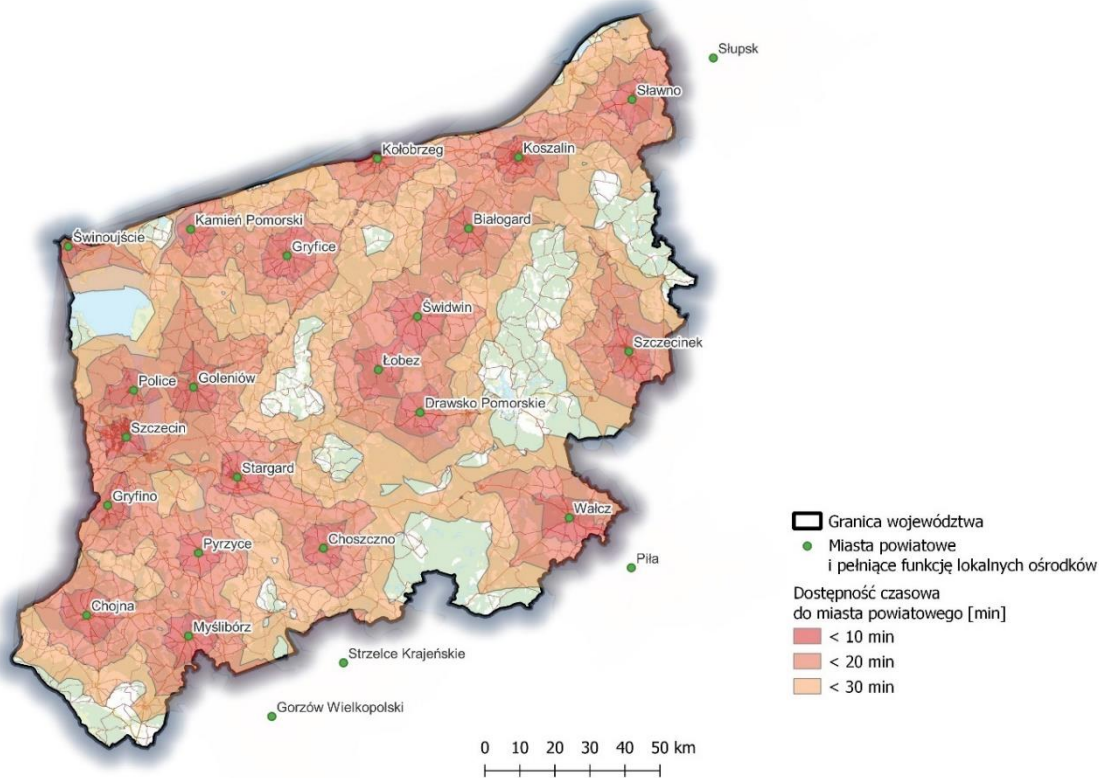 Słupsk
Sławno
Kołobrzeg
Koszalin
Kamień Pomorski
Białogard
Świnoujście
Gryfice
Świdwin
Szczecinek
Łobez
Police
Goleniów
Drawsko Pomorskie
Szczecin
Stargard
Gryfino
Wałcz
Pyrzyce
Choszczno
Piła
Chojna
Myślibórz
Strzelce Krajeńskie
Gorzów Wielkopolski
Granica województwa
Miasta powiatowe
i pełniące funkcję lokalnych ośrodków
Dostępność czasowa
do miasta powiatowego [min]
< 10 min
< 20 min
< 30 min
0 10 20 30 40 50 km